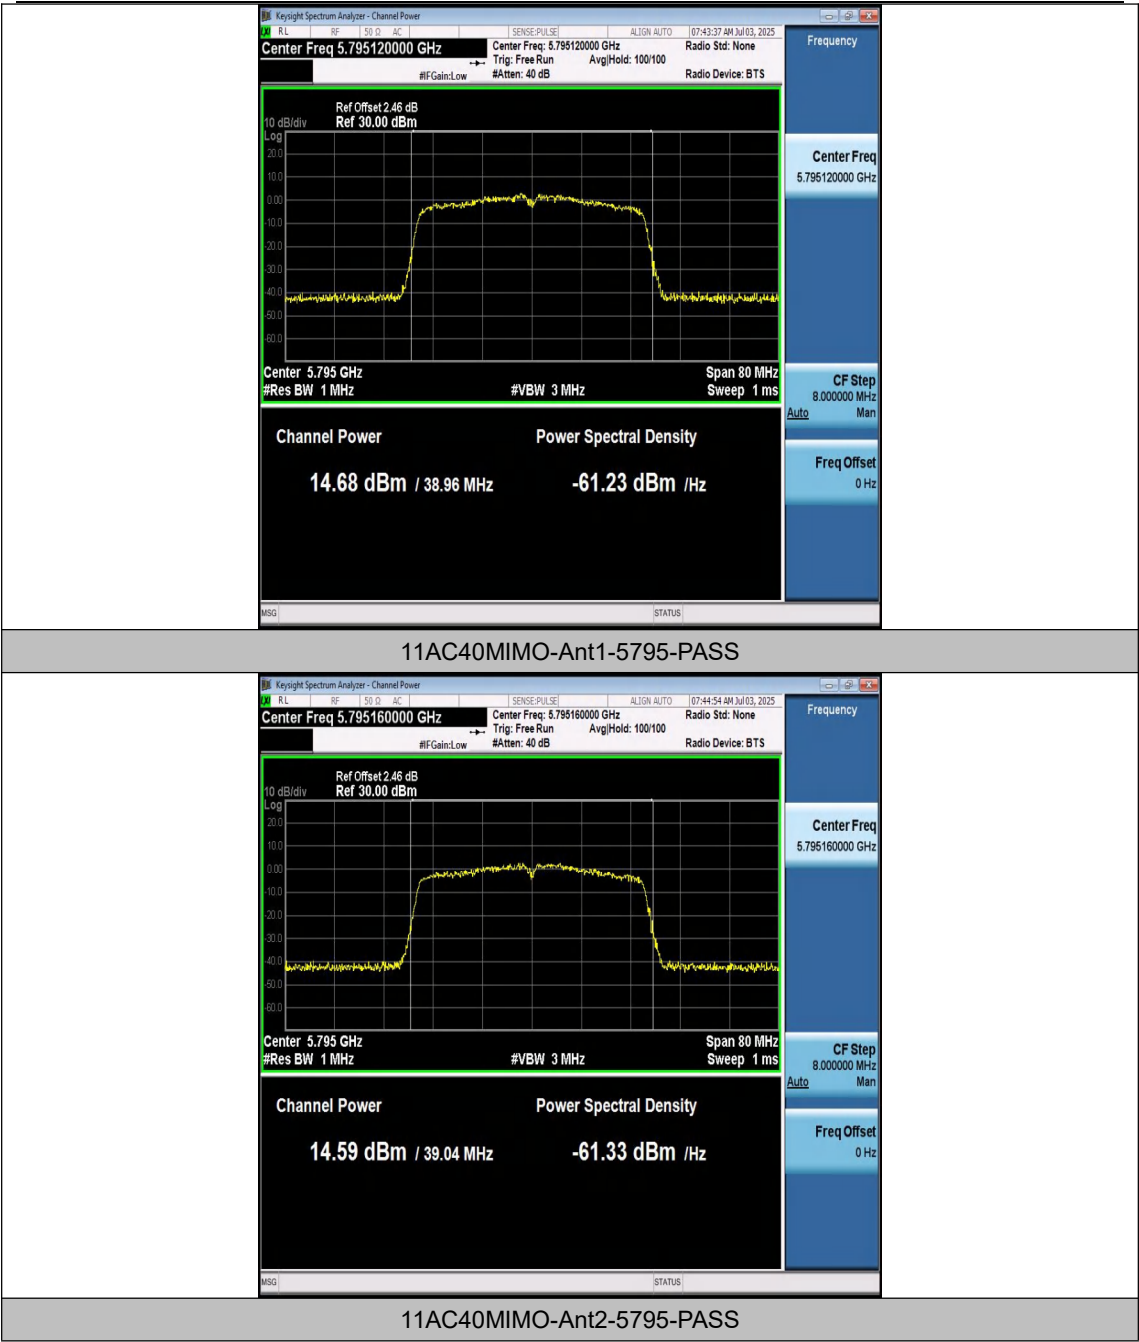 Keysight Spectrum Analyzer - Channel Power
RL RF 50 Ω AC SENSE:PULSE ALIGN AUTO 07:43:37 AM Jul 03, 2025
Center Freq 5.795120000 GHz Center Freq: 5.795120000 GHz Radio Std: None Frequency
Trig: Free Run Avg|Hold: 100/100
#IFGain:Low #Atten: 40 dB Radio Device: BTS
Ref Offset 2.46 dB
10 dB/div Ref 30.00 dBm
Log
20.0
10.0
0.00
-10.0
-20.0
-30.0
-40.0
-50.0
-60.0
Center Freq
5.795120000 GHz
Center 5.795 GHz Span 80 MHz
#Res BW 1 MHz #VBW 3 MHz Sweep 1 ms
CF Step
8.000000 MHz
Auto Man
Channel Power Power Spectral Density
14.68 dBm / 38.96 MHz -61.23 dBm /Hz
Freq Offset
0 Hz
MSG STATUS
11AC40MIMO-Ant1-5795-PASS
Keysight Spectrum Analyzer - Channel Power
RL RF 50 Ω AC SENSE:PULSE ALIGN AUTO 07:44:54 AM Jul 03, 2025
Center Freq 5.795160000 GHz Center Freq: 5.795160000 GHz Radio Std: None Frequency
Trig: Free Run Avg|Hold: 100/100
#IFGain:Low #Atten: 40 dB Radio Device: BTS
Ref Offset 2.46 dB
10 dB/div Ref 30.00 dBm
Log
20.0
10.0
0.00
-10.0
-20.0
-30.0
-40.0
-50.0
-60.0
Center Freq
5.795160000 GHz
Center 5.795 GHz Span 80 MHz
#Res BW 1 MHz #VBW 3 MHz Sweep 1 ms
CF Step
8.000000 MHz
Auto Man
Channel Power Power Spectral Density
14.59 dBm / 39.04 MHz -61.33 dBm /Hz
Freq Offset
0 Hz
MSG STATUS
11AC40MIMO-Ant2-5795-PASS